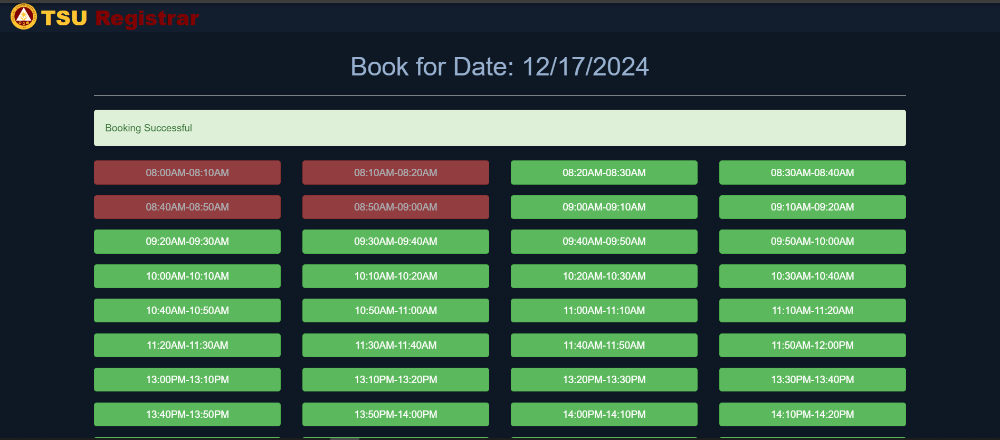 TSU Registrar
Book for Date: 12/17/2024
Booking Successful
08:00AM-08:10AM 08:10AM-08:20AM 08:20AM-08:30AM 08:30AM-08:40AM
08:40AM-08:50AM 08:50AM-09:00AM 09:00AM-09:10AM 09:10AM-09:20AM
09:20AM-09:30AM 09:30AM-09:40AM 09:40AM-09:50AM 09:50AM-10:00AM
10:00AM-10:10AM 10:10AM-10:20AM 10:20AM-10:30AM 10:30AM-10:40AM
10:40AM-10:50AM 10:50AM-11:00AM 11:00AM-11:10AM 11:10AM-11:20AM
11:20AM-11:30AM 11:30AM-11:40AM 11:40AM-11:50AM 11:50AM-12:00PM
13:00PM-13:10PM 13:10PM-13:20PM 13:20PM-13:30PM 13:30PM-13:40PM
13:40PM-13:50PM 13:50PM-14:00PM 14:00PM-14:10PM 14:10PM-14:20PM